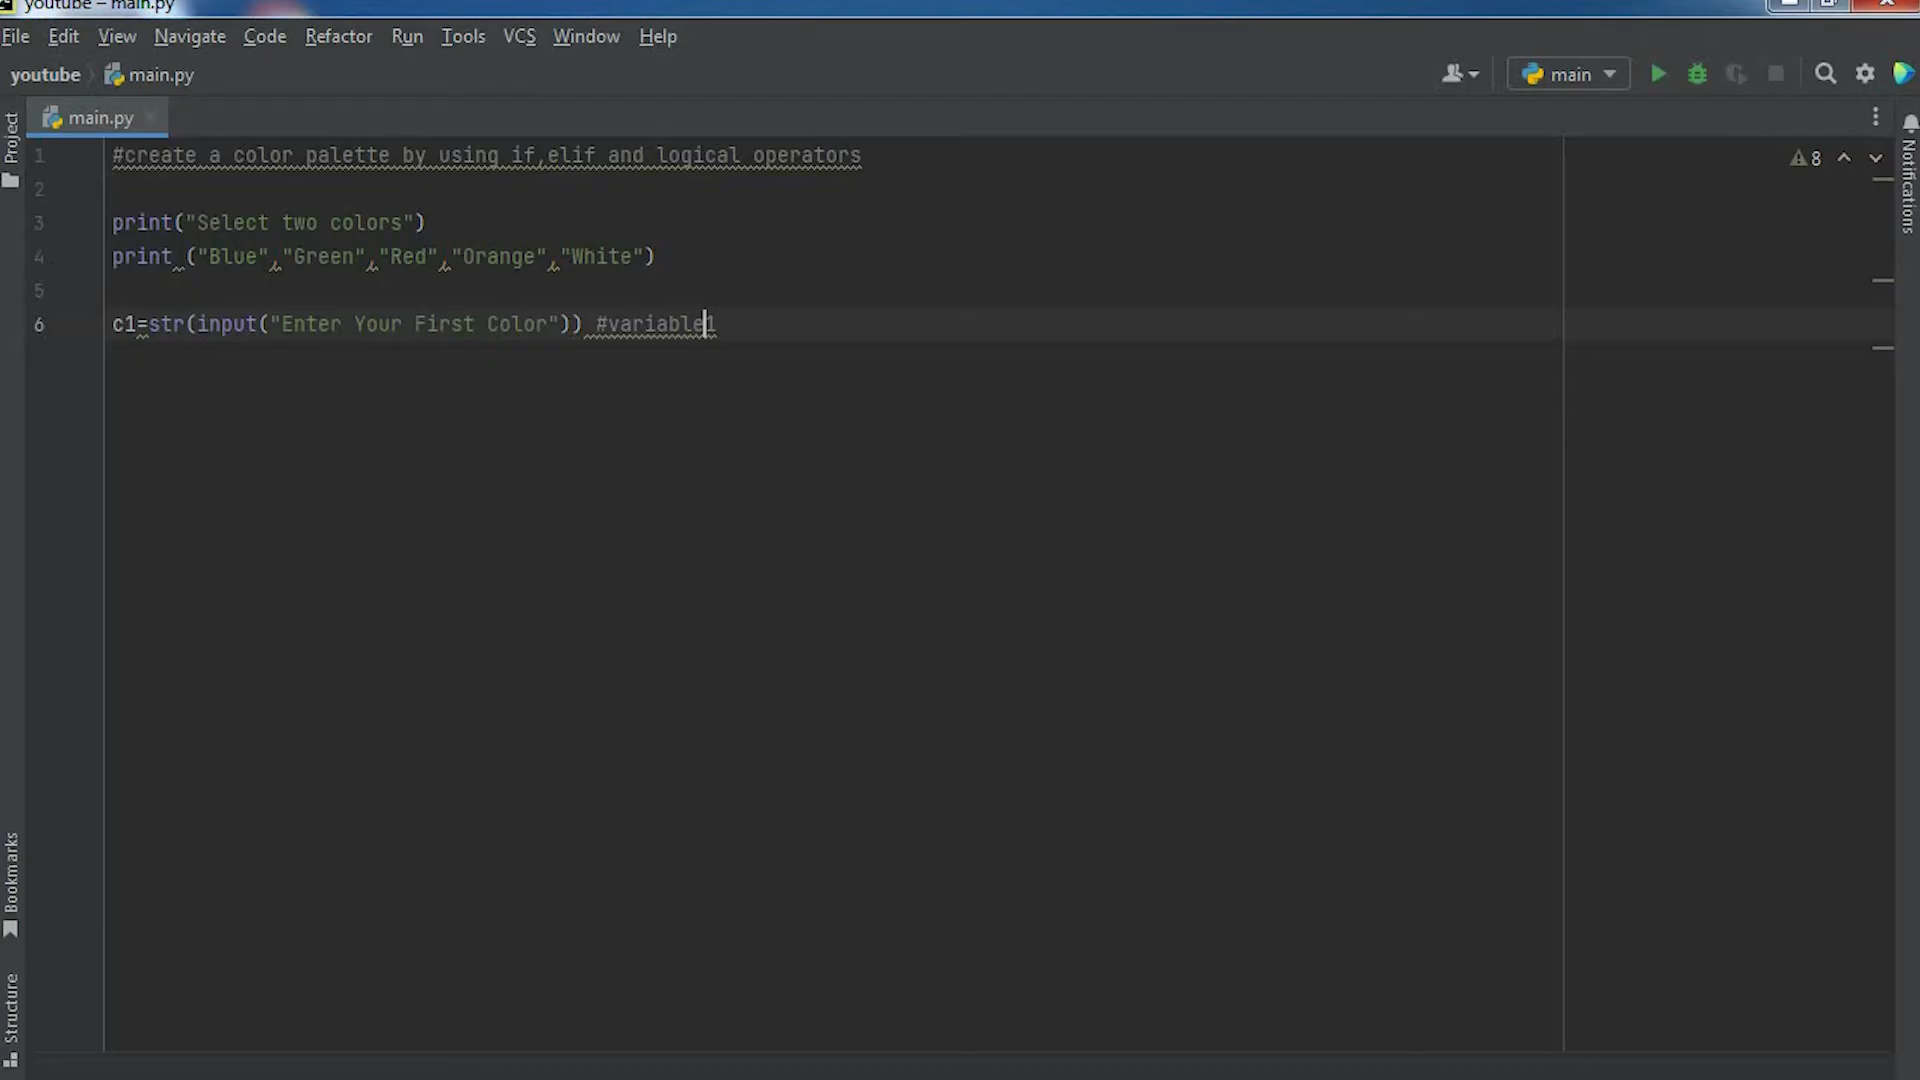 youtube – main.py
File Edit View Navigate Code Refactor Run Tools VCS Window Help
youtube main.py main
main.py
Project
Notifications
8
1 #create a color palette by using if,elif and logical operators
2
3 print("Select two colors")
4 print ("Blue","Green","Red","Orange","White")
5
6 c1=str(input("Enter Your First Color")) #variable1
Bookmarks
Structure